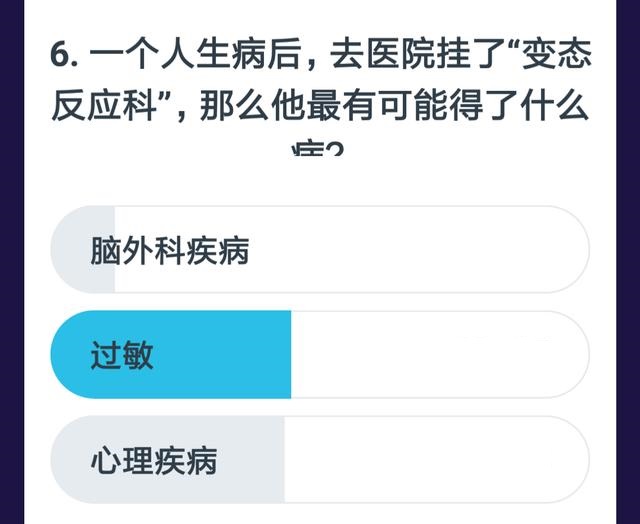 6. 一个人生病后，去医院挂了“变态
反应科”，那么他最有可能得了什么
病?
脑外科疾病
过敏
心理疾病